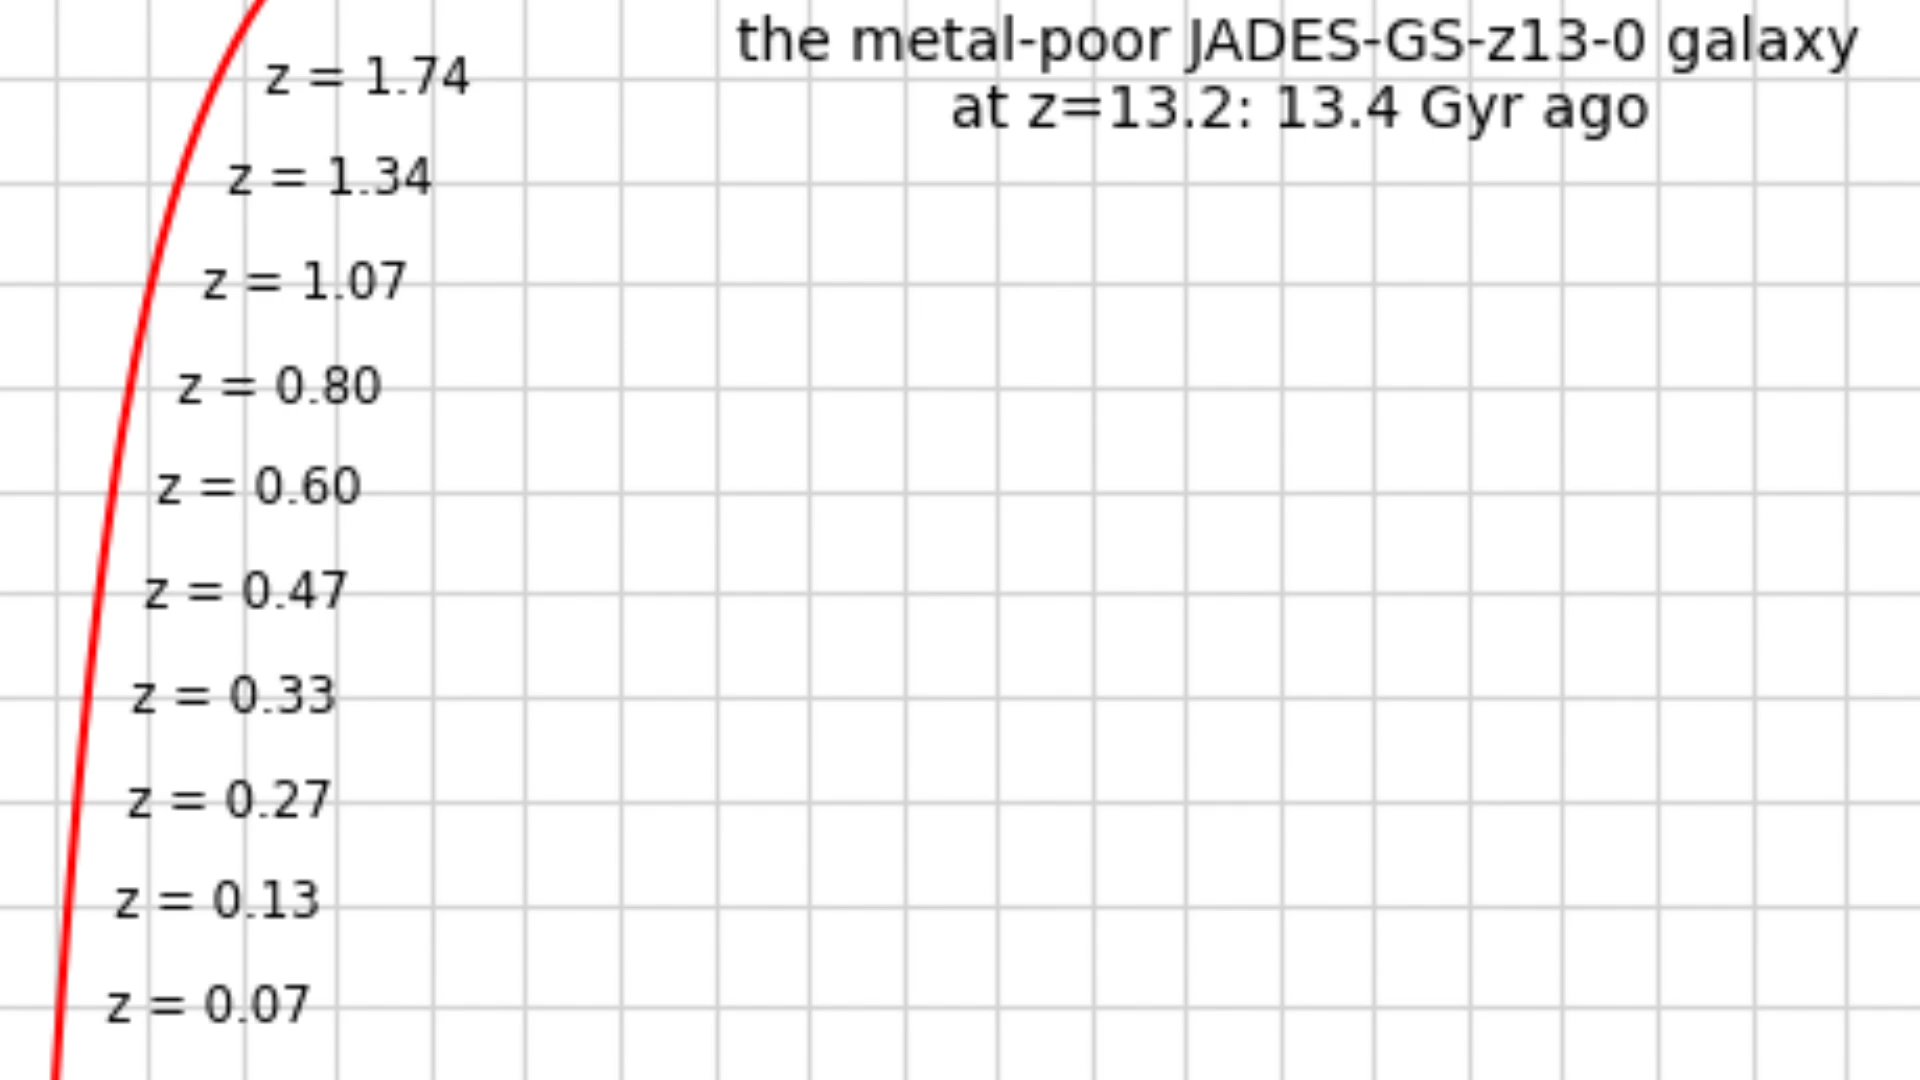 the metal-poor JADES-GS-z13-0 galaxy
at z=13.2: 13.4 Gyr ago
z = 1.74
z = 1.34
z = 1.07
z = 0.80
z = 0.60
z = 0.47
z = 0.33
z = 0.27
z = 0.13
z = 0.07